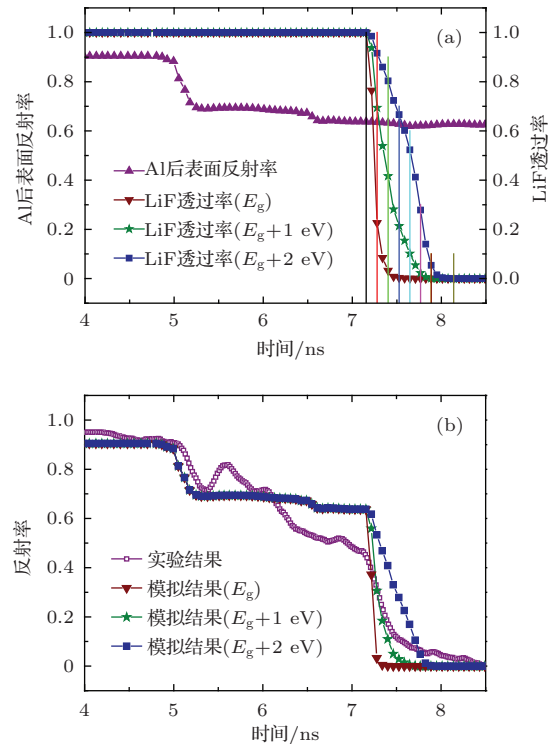 (a)
1.0
0.8
0.6
0.4
0.2
0
1.0
0.8
0.6
0.4
0.2
0.0
Al后表面反射率
LiF透过率
Al后表面反射率
LiF透过率(Eg)
LiF透过率(Eg+1 eV)
LiF透过率(Eg+2 eV)
4
5
6
7
8
时间/ns
(b)
1.0
0.8
0.6
0.4
0.2
0
反射率
实验结果
模拟结果(Eg)
模拟结果(Eg+1 eV)
模拟结果(Eg+2 eV)
4
5
6
7
8
时间/ns